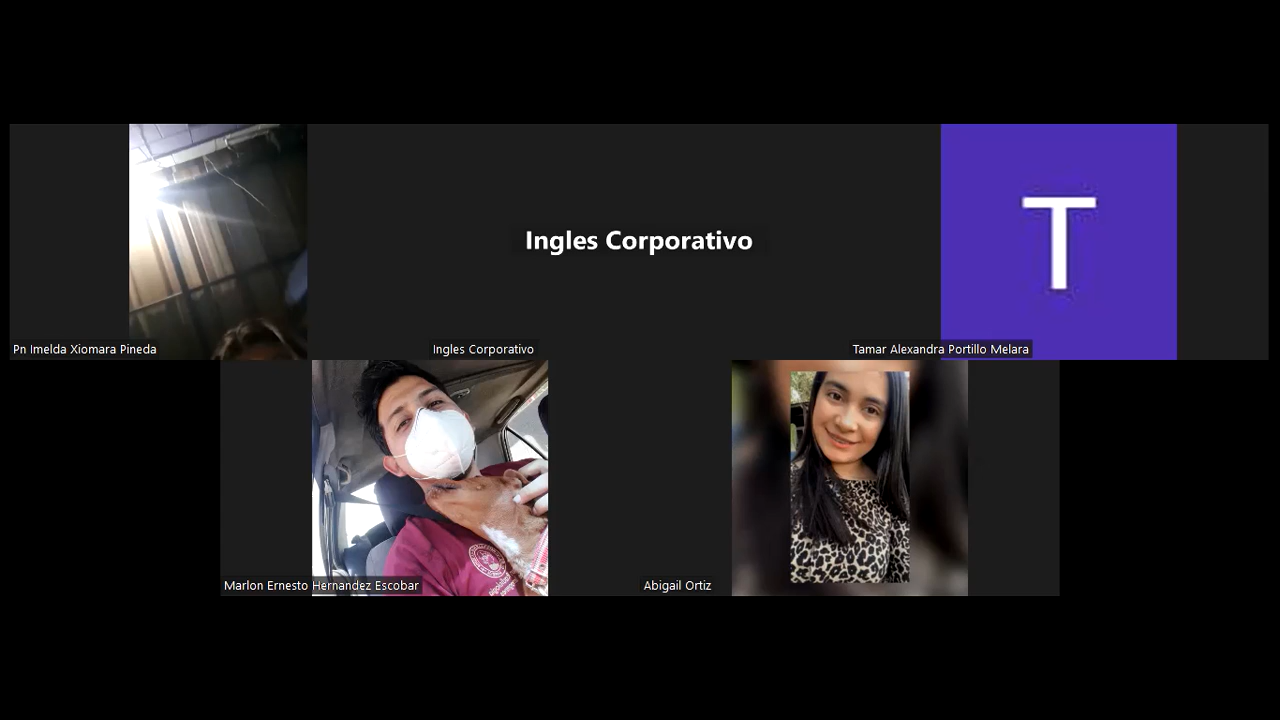 Ingles Corporativo
T
Pn Imelda Xiomara Pineda
Ingles Corporativo
Tamar Alexandra Portillo Melara
Marlon Ernesto Hernandez Escobar
Abigail Ortiz